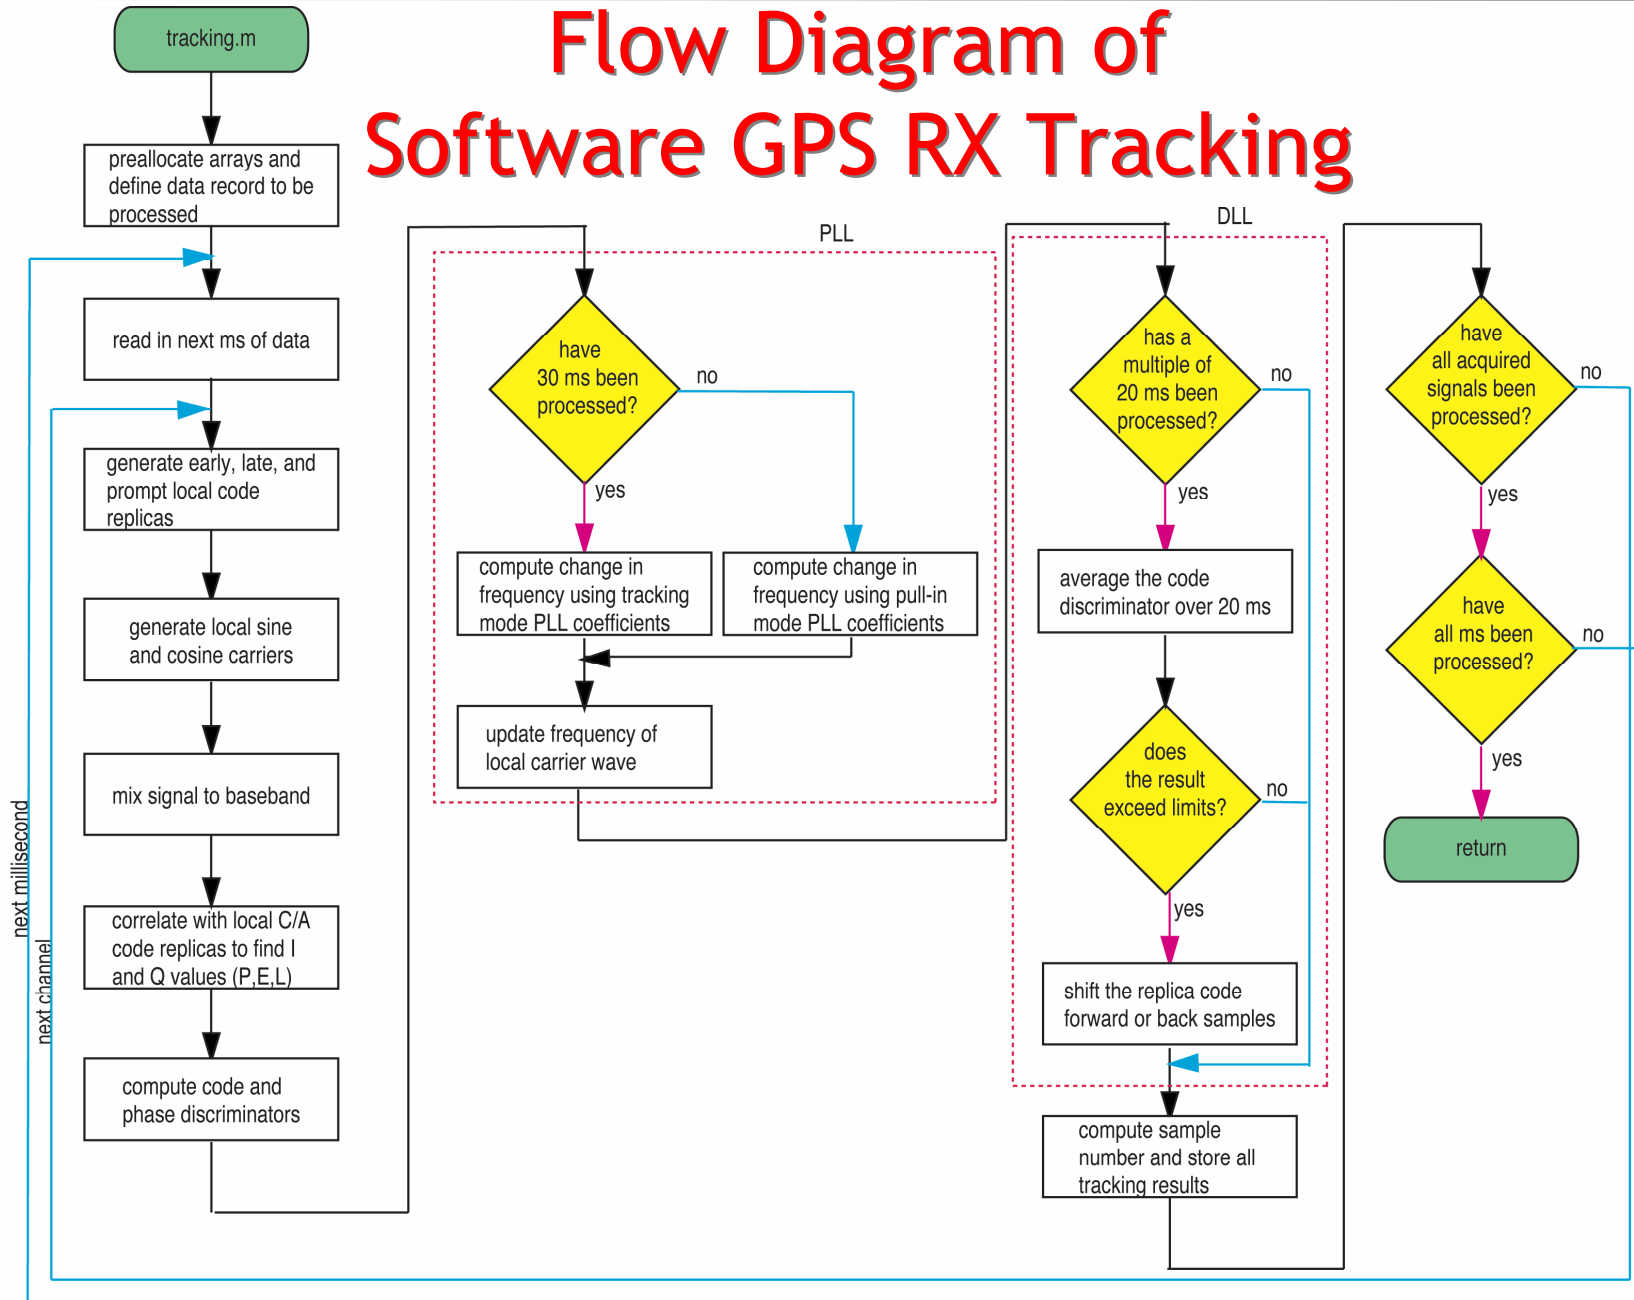 Flow Diagram of
Software GPS RX Tracking
tracking.m
preallocate arrays and
define data record to be
processed
read in next ms of data
generate early, late, and
prompt local code
replicas
generate local sine
and cosine carriers
mix signal to baseband
correlate with local C/A
code replicas to find I
and Q values (P,E,L)
compute code and
phase discriminators
next millisecond
next channel
PLL
have
30 ms been
processed?
no
yes
compute change in
frequency using tracking
mode PLL coefficients
compute change in
frequency using pull-in
mode PLL coefficients
update frequency of
local carrier wave
DLL
has a
multiple of
20 ms been
processed?
no
yes
average the code
discriminator over 20 ms
does
the result
exceed limits?
no
yes
shift the replica code
forward or back samples
compute sample
number and store all
tracking results
have
all acquired
signals been
processed?
no
yes
have
all ms been
processed?
no
yes
return